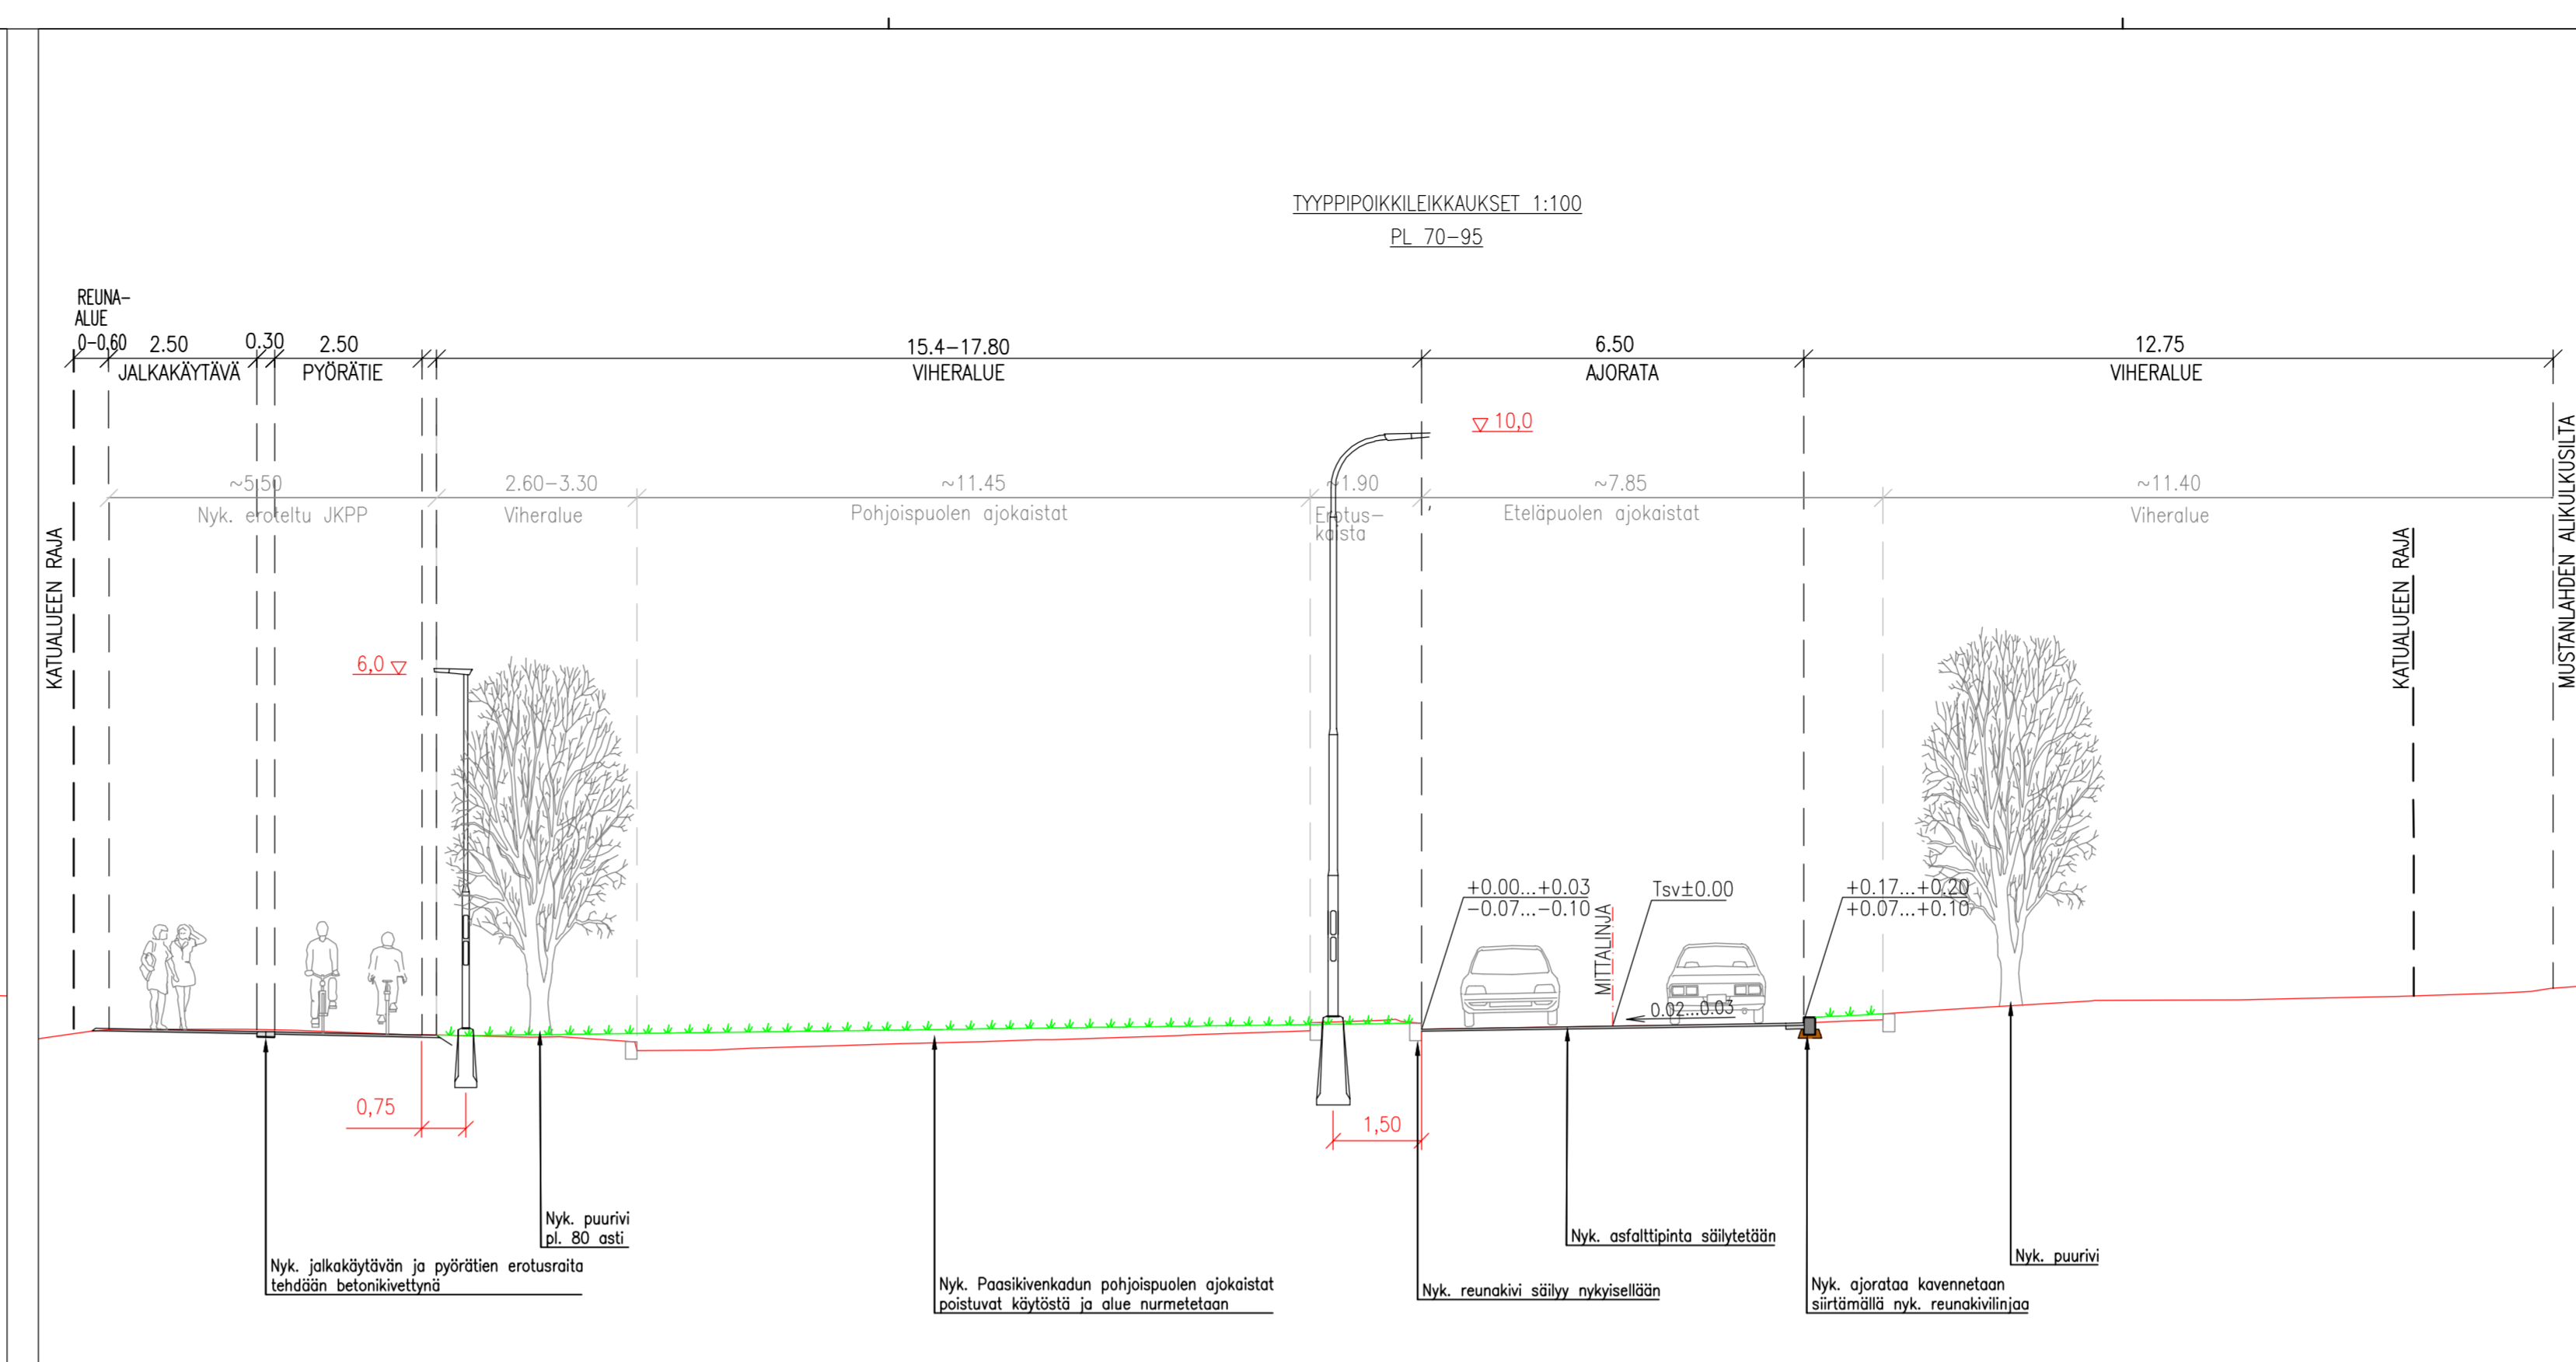 TYYPPIPOIKKILEIKKAUKSET 1:100
PL 70-95
REUNA-
ALUE
0-0.60
2.50
0.30
2.50
15.4-17.80
6.50
12.75
JALKAKÄYTÄVÄ
PYÖRÄTIE
VIHERALUE
AJORATA
VIHERALUE
10,0
~5.50
2.60-3.30
~11.45
~1.90
~7.85
~11.40
Nyk. eroteltu JKPP
Viheralue
Pohjoispuolen ajokaistat
Erotus-
kaista
Eteläpuolen ajokaistat
Viheralue
KATUALUEEN RAJA
KATUALUEEN RAJA
MUSTANLAHDEN ALIKULKUSILTA
6,0
+0.00...+0.03
-0.07...-0.10
MITTALINJA
Tsv±0.00
+0.17...+0.20
+0.07...+0.10
0.02...0.03
0,75
1,50
Nyk. puurivi
pl. 80 asti
Nyk. jalkakäytävän ja pyörätien erotusraita
tehdään betonikivettynä
Nyk. Paasikivenkadun pohjoispuolen ajokaistat
poistuvat käytöstä ja alue nurmetetaan
Nyk. reunakivi säilyy nykyisellään
Nyk. asfalttipinta säilytetään
Nyk. ajorataa kavennetaan
siirtämällä nyk. reunakivilinjaa
Nyk. puurivi